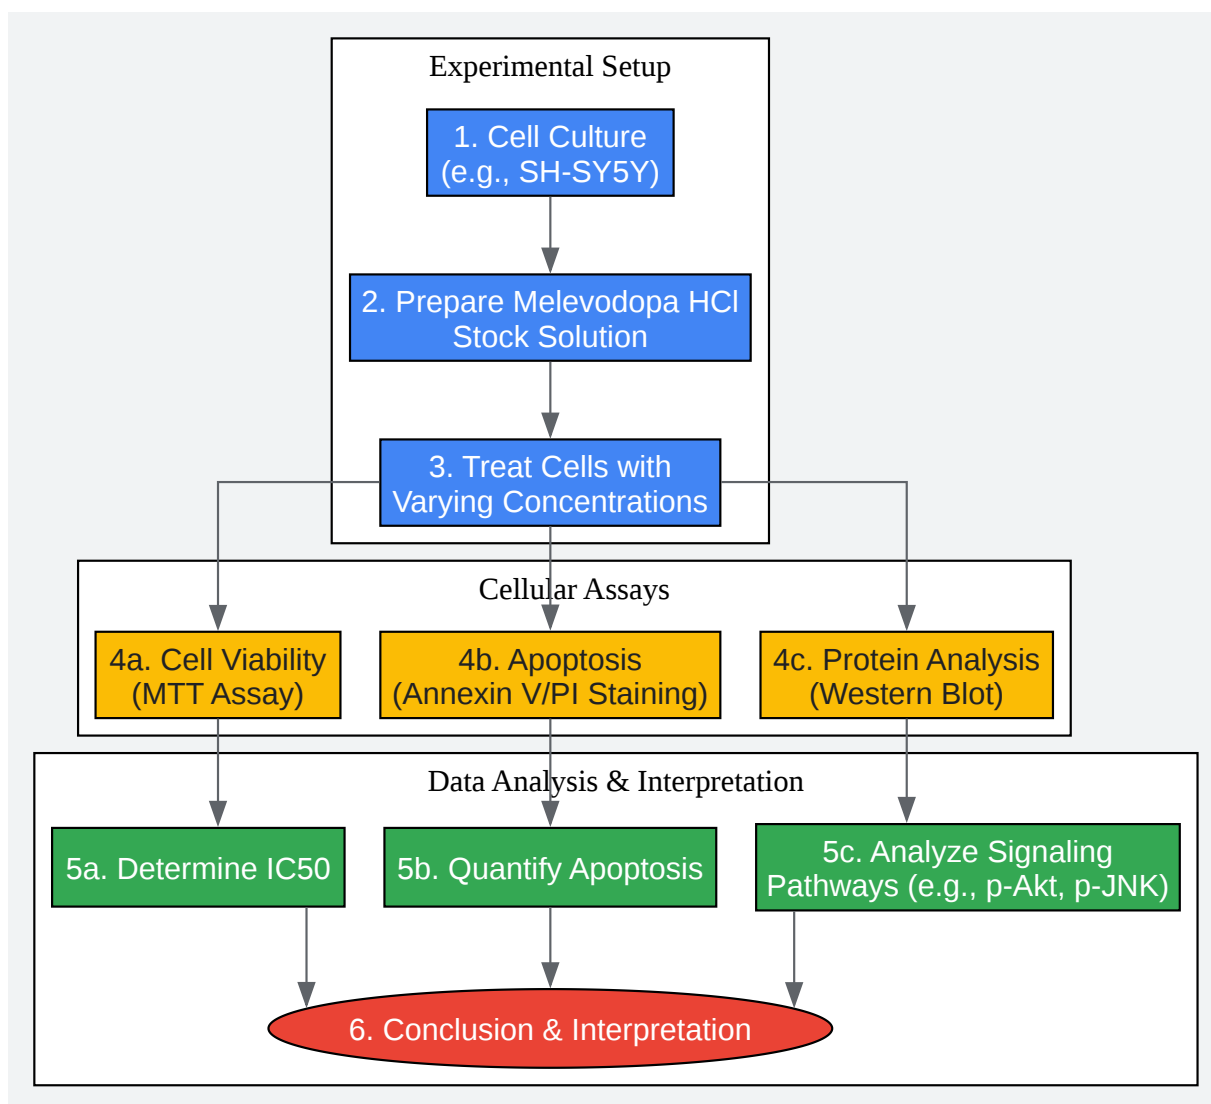 Experimental Setup
1. Cell Culture
(e.g., SH-SY5Y)
2. Prepare Melevodopa HCl
Stock Solution
3. Treat Cells with
Varying Concentrations
Cellular Assays
4a. Cell Viability
(MTT Assay)
4b. Apoptosis
(Annexin V/PI Staining)
4c. Protein Analysis
(Western Blot)
Data Analysis & Interpretation
5a. Determine IC50
5b. Quantify Apoptosis
5c. Analyze Signaling
Pathways (e.g., p-Akt, p-JNK)
6. Conclusion & Interpretation